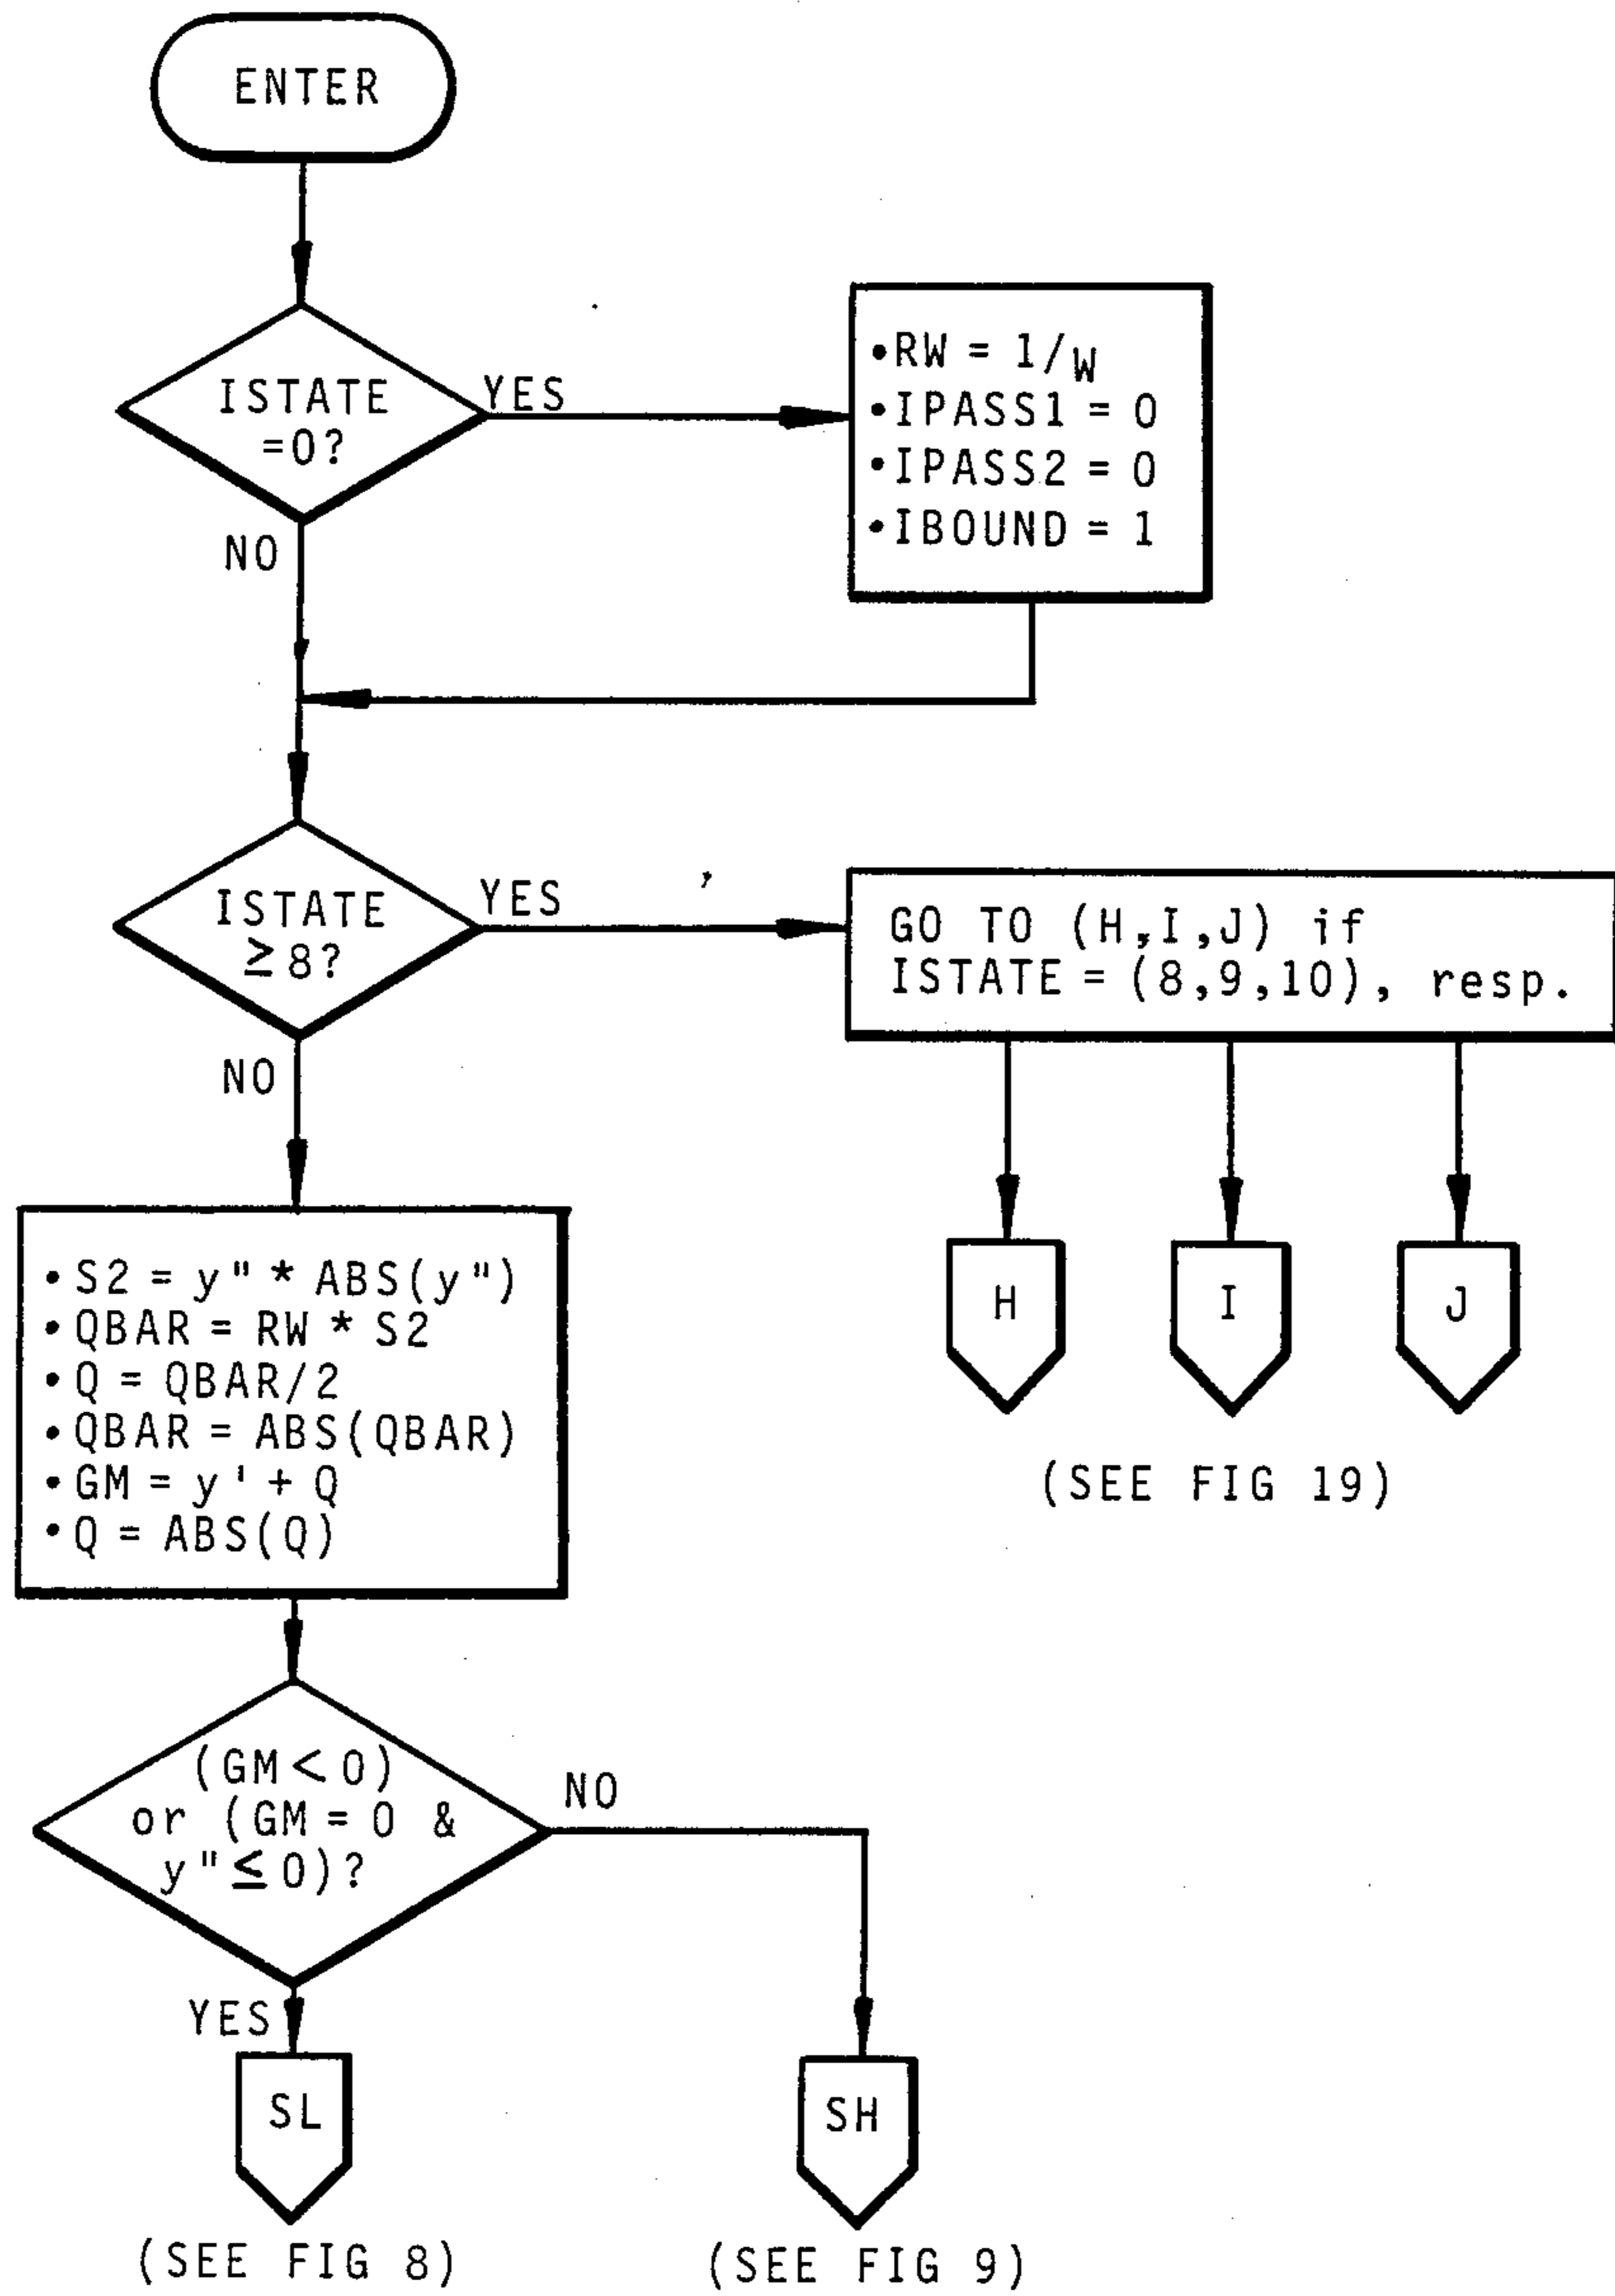 ENTER
ISTATE
=0?
YES
•RW = 1/W
•IPASS1 = 0
•IPASS2 = 0
•IBOUND = 1
NO
ISTATE
≥8?
YES
GO TO (H,I,J) if
ISTATE = (8,9,10), resp.
NO
H
I
J
(SEE FIG 19)
•S2 = y" * ABS(y")
•QBAR = RW * S2
•Q = QBAR/2
•QBAR = ABS(QBAR)
•GM = y' + Q
•Q = ABS(Q)
(GM < 0)
or (GM = 0 &
y" ≤ 0)?
NO
YES
SL
SH
(SEE FIG 8)
(SEE FIG 9)